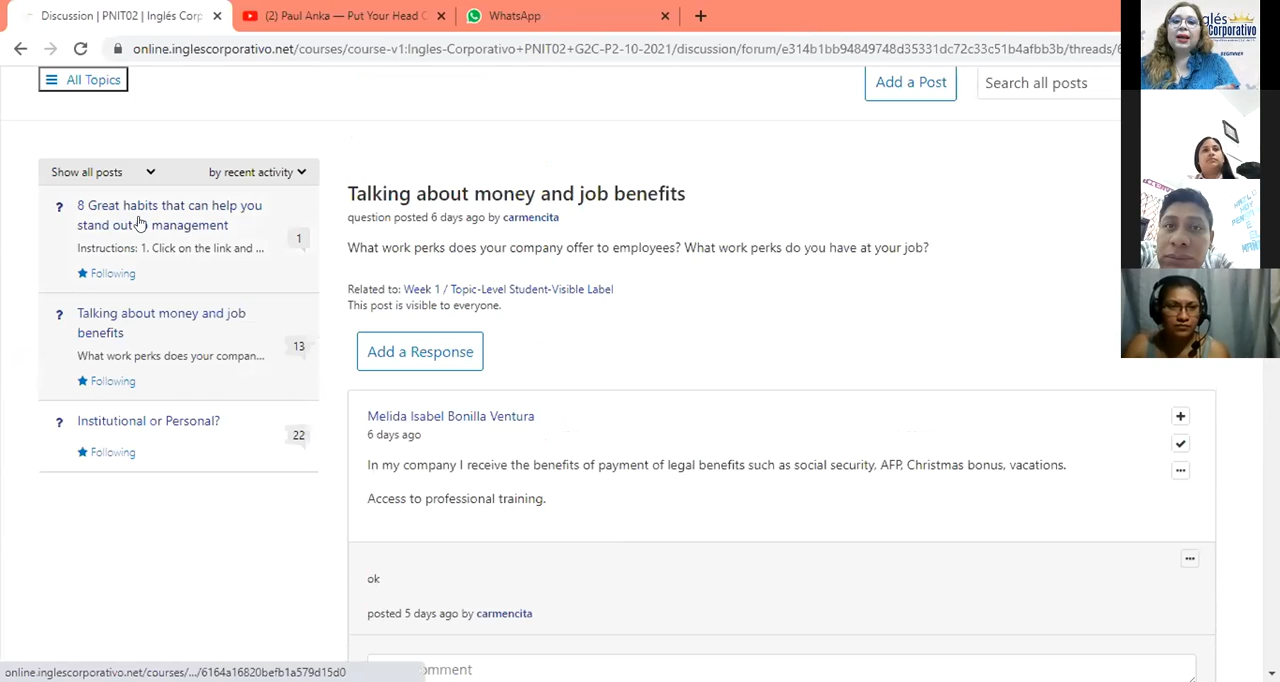 Discussion | PNIT02 | Inglés Corp
(2) Paul Anka — Put Your Head O
WhatsApp
online.inglescorporativo.net/courses/course-v1:Ingles-Corporativo+PNIT02+G2C-P2-10-2021/discussion/forum/e314b1bb94849748d35331dc72c33c51b4afbb3b/threads/6
All Topics
Add a Post
Search all posts
Show all posts
by recent activity
8 Great habits that can help you
stand out management
Instructions: 1. Click on the link and ...
1
Following
Talking about money and job
benefits
What work perks does your compan...
13
Following
Institutional or Personal?
22
Following
Talking about money and job benefits
question posted 6 days ago by carmencita
What work perks does your company offer to employees? What work perks do you have at your job?
Related to: Week 1 / Topic-Level Student-Visible Label
This post is visible to everyone.
Add a Response
Melida Isabel Bonilla Ventura
6 days ago
In my company I receive the benefits of payment of legal benefits such as social security. AFP, Christmas bonus, vacations.
Access to professional training.
ok
posted 5 days ago by carmencita
omment
online.inglescorporativo.net/courses/.../6164a16820befb1a579d15d0
glés
Corporativo
BEGINNER